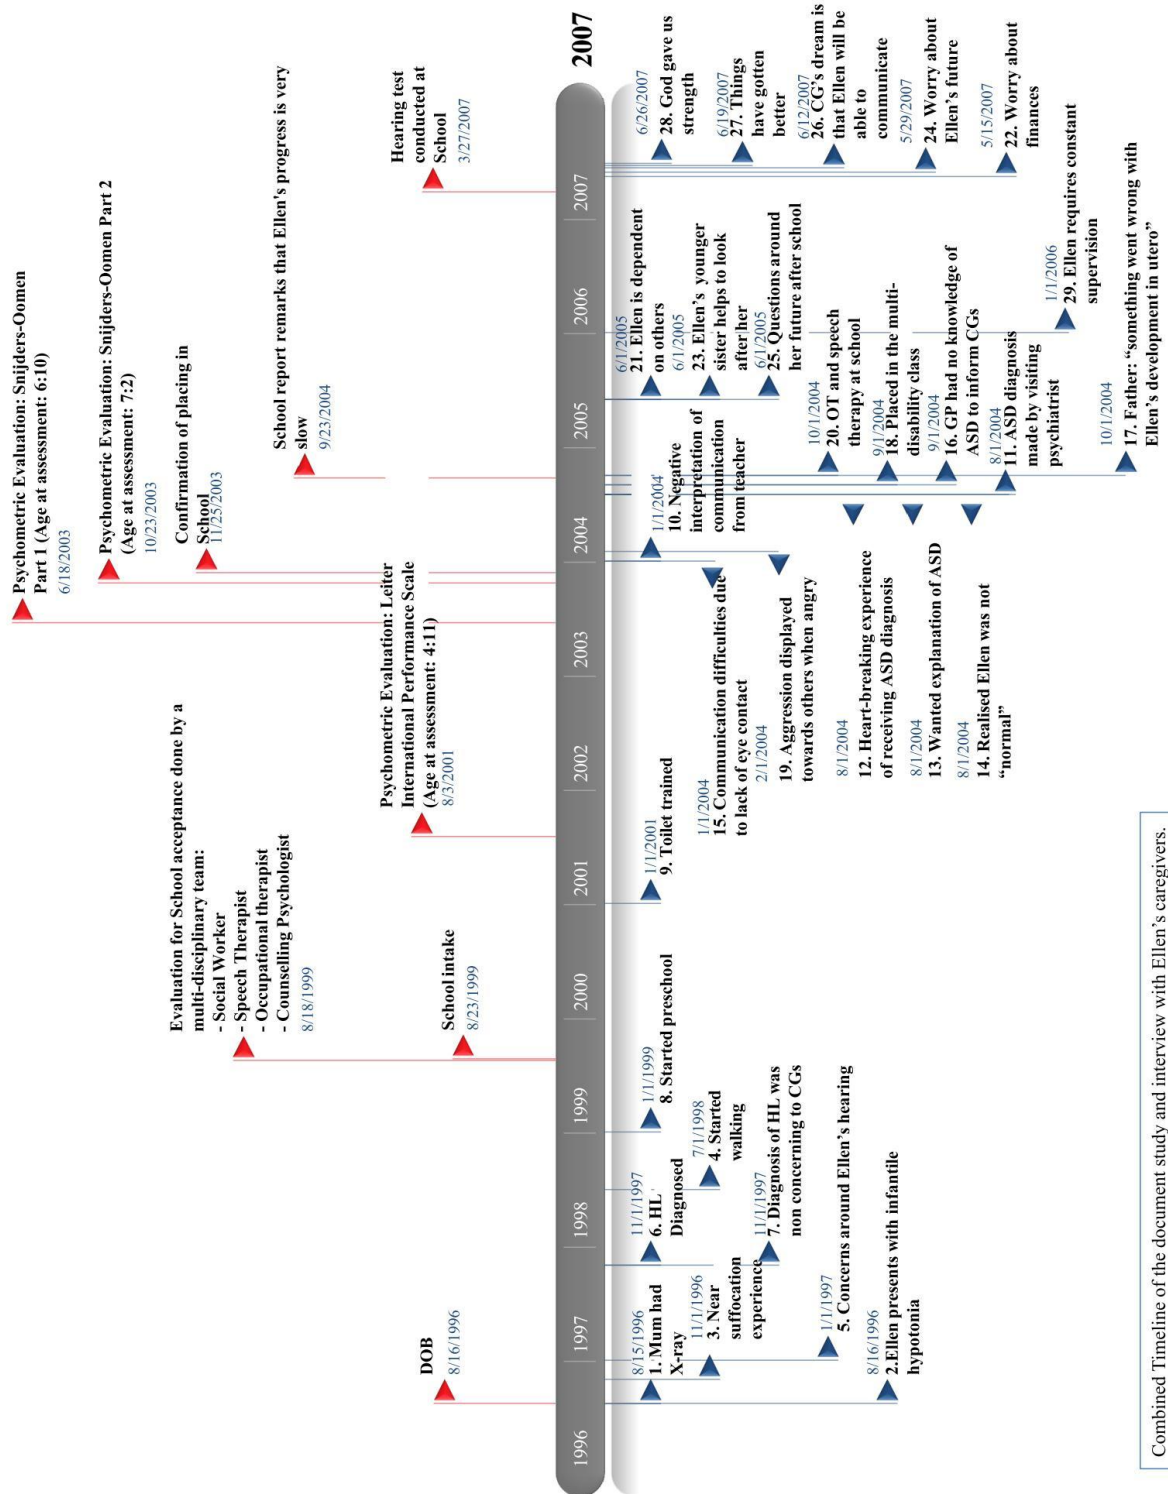 Psychometric Evaluation: Snijders-Oomen
Part 1 (Age at assessment: 6:10)
6/18/2003
Psychometric Evaluation: Snijders-Oomen Part 2
(Age at assessment: 7:2)
10/23/2003
Confirmation of placing in
School
11/25/2003
Evaluation for School acceptance done by a
multi-disciplinary team:
- Social Worker
- Speech Therapist
- Occupational therapist
- Counselling Psychologist
8/18/1999
School report remarks that Ellen's progress is very
slow
9/23/2004
Psychometric Evaluation: Leiter
International Performance Scale
(Age at assessment: 4:11)
8/3/2001
Hearing test
conducted at
School
3/27/2007
DOB
8/16/1996
School intake
8/23/1999
1996
1997
1998
1999
2000
2001
2002
2003
2004
2005
2006
2007
2007
8/15/1996
1. Mum had
X-ray
11/1/1996
3. Near
suffocation
experience
1/1/1997
5. Concerns around Ellen's hearing
8/16/1996
2.Ellen presents with infantile
hypotonia
11/1/1997
6. HL
Diagnosed
7/1/1998
4. Started
walking
11/1/1997
7. Diagnosis of HL was
non concerning to CGs
1/1/1999
8. Started preschool
1/1/2001
9. Toilet trained
1/1/2004
10. Negative
interpretation of
communication
from teacher
1/1/2004
15. Communication difficulties due
to lack of eye contact
2/1/2004
19. Aggression displayed
towards others when angry
8/1/2004
12. Heart-breaking experience
of receiving ASD diagnosis
8/1/2004
13. Wanted explanation of ASD
8/1/2004
14. Realised Ellen was not
“normal”
6/1/2005
21. Ellen is dependent
on others
6/1/2005
23. Ellen's younger
sister helps to look
after her
6/1/2005
25. Questions around
her future after school
10/1/2004
20. OT and speech
therapy at school
9/1/2004
18. Placed in the multi-
disability class
9/1/2004
16. GP had no knowledge of
ASD to inform CGs
8/1/2004
11. ASD diagnosis
made by visiting
psychiatrist
10/1/2004
17. Father: “something went wrong with
Ellen's development in utero”
1/1/2006
29. Ellen requires constant
supervision
6/26/2007
28. God gave us
strength
6/19/2007
27. Things
have gotten
better
6/12/2007
26. CG's dream is
that Ellen will be
able to
communicate
5/29/2007
24. Worry about
Ellen's future
5/15/2007
22. Worry about
finances
Combined Timeline of the document study and interview with Ellen's caregivers.